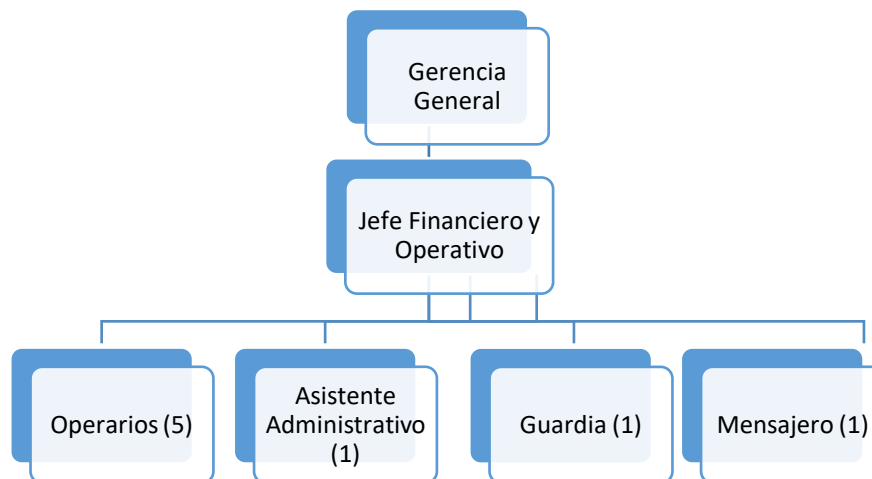 Gerencia
General
Jefe Financiero y
Operativo
Operarios (5)
Asistente
Administrativo
(1)
Guardia (1)
Mensajero (1)